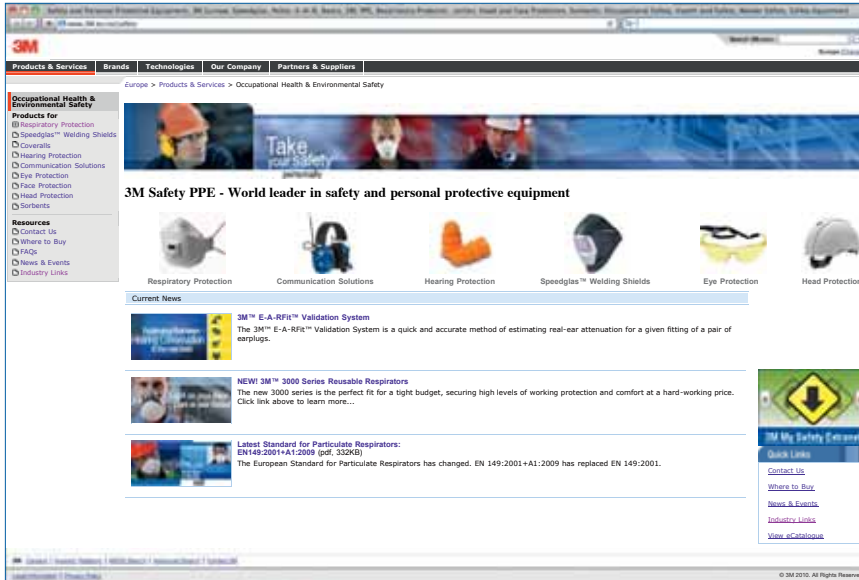 3M
Products & Services
Brands
Technologies
Our Company
Partners & Suppliers
Europe > Products & Services > Occupational Health & Environmental Safety
Occupational Health &
Environmental Safety
Products for
Respiratory Protection
Speedglas™ Welding Shields
Coveralls
Hearing Protection
Communication Solutions
Eye Protection
Face Protection
Head Protection
Sorbents
Resources
Contact Us
Where to Buy
FAQs
News & Events
Industry Links
Take
your safety
personally
3M Safety PPE - World leader in safety and personal protective equipment
Respiratory Protection
Communication Solutions
Hearing Protection
Speedglas™ Welding Shields
Eye Protection
Head Protection
Current News
3M™ E-A-RFit™ Validation System
The 3M™ E-A-RFit™ Validation System is a quick and accurate method of estimating real-ear attenuation for a given fitting of a pair of
earplugs.
NEW! 3M™ 3000 Series Reusable Respirators
The new 3000 series is the perfect fit for a tight budget, securing high levels of working protection and comfort at a hard-working price.
Click link above to learn more...
Latest Standard for Particulate Respirators:
EN149:2001+A1:2009 (pdf, 332KB)
The European Standard for Particulate Respirators has changed. EN 149:2001+A1:2009 has replaced EN 149:2001.
3M My Safety Extranet
Quick Links
Contact Us
Where to Buy
News & Events
Industry Links
View eCatalogue
© 3M 2010. All Rights Reserve